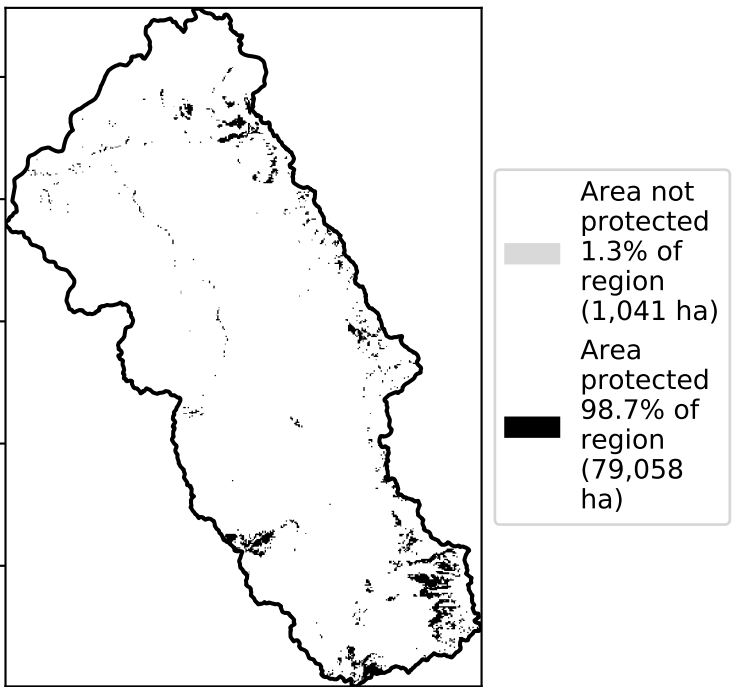 Area not
protected
1.3% of
region
(1,041 ha)
Area
protected
98.7% of
region
(79,058
ha)